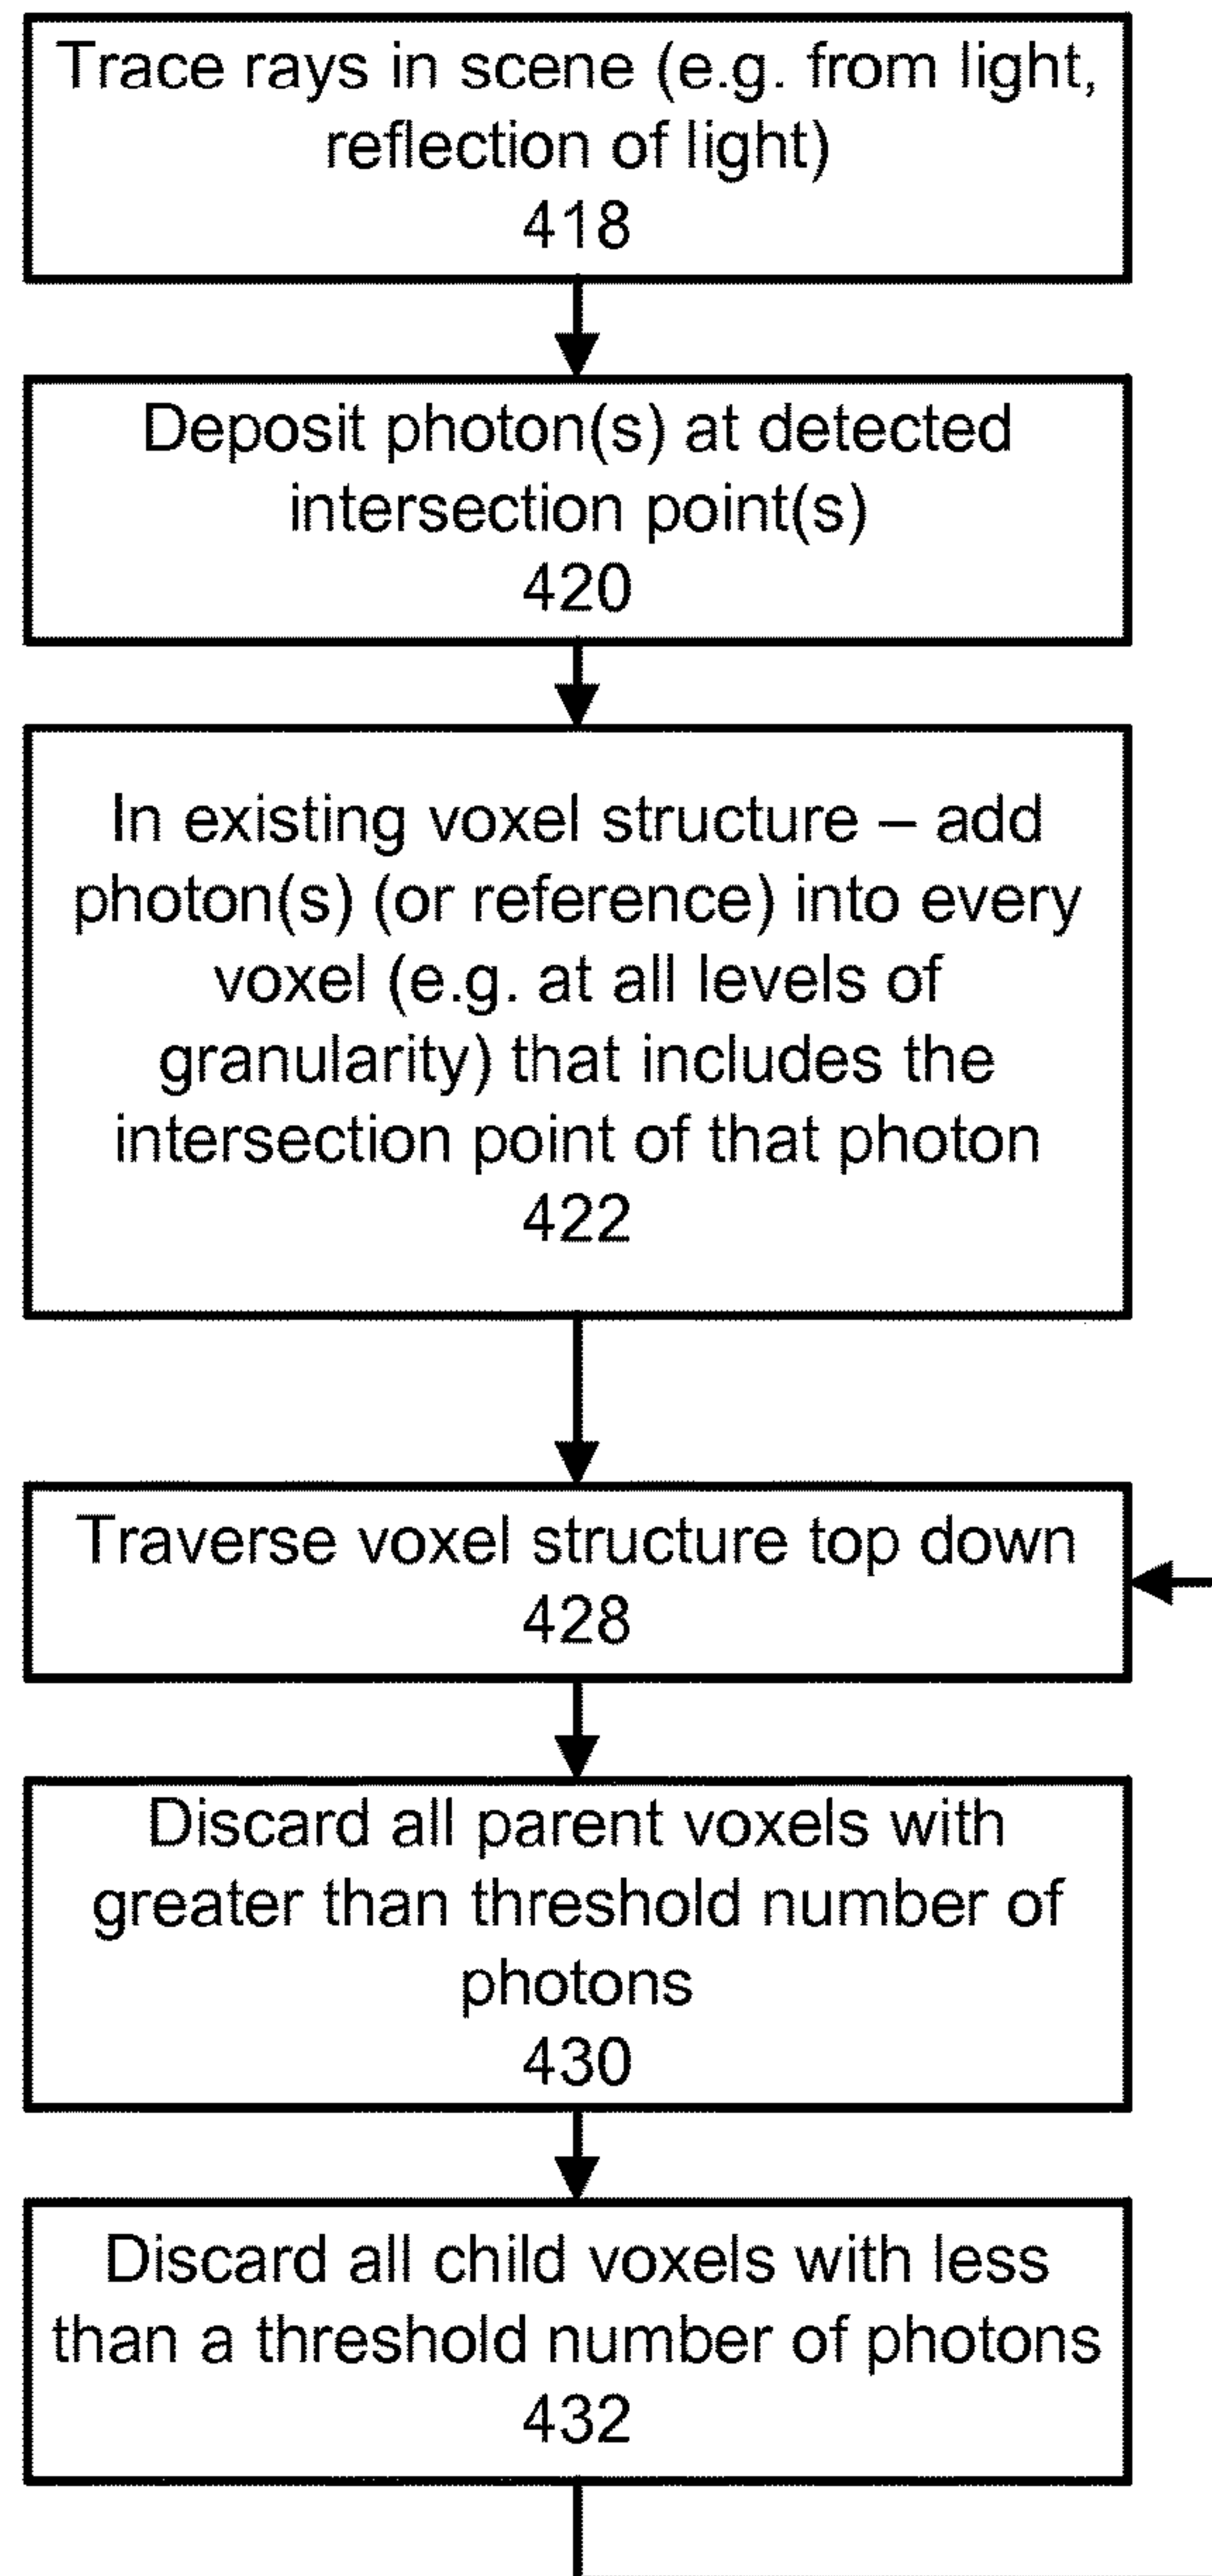 Trace rays in scene (e.g. from light,
reflection of light)
418
Deposit photon(s) at detected
intersection point(s)
420
In existing voxel structure – add
photon(s) (or reference) into every
voxel (e.g. at all levels of
granularity) that includes the
intersection point of that photon
422
Traverse voxel structure top down
428
Discard all parent voxels with
greater than threshold number of
photons
430
Discard all child voxels with less
than a threshold number of photons
432